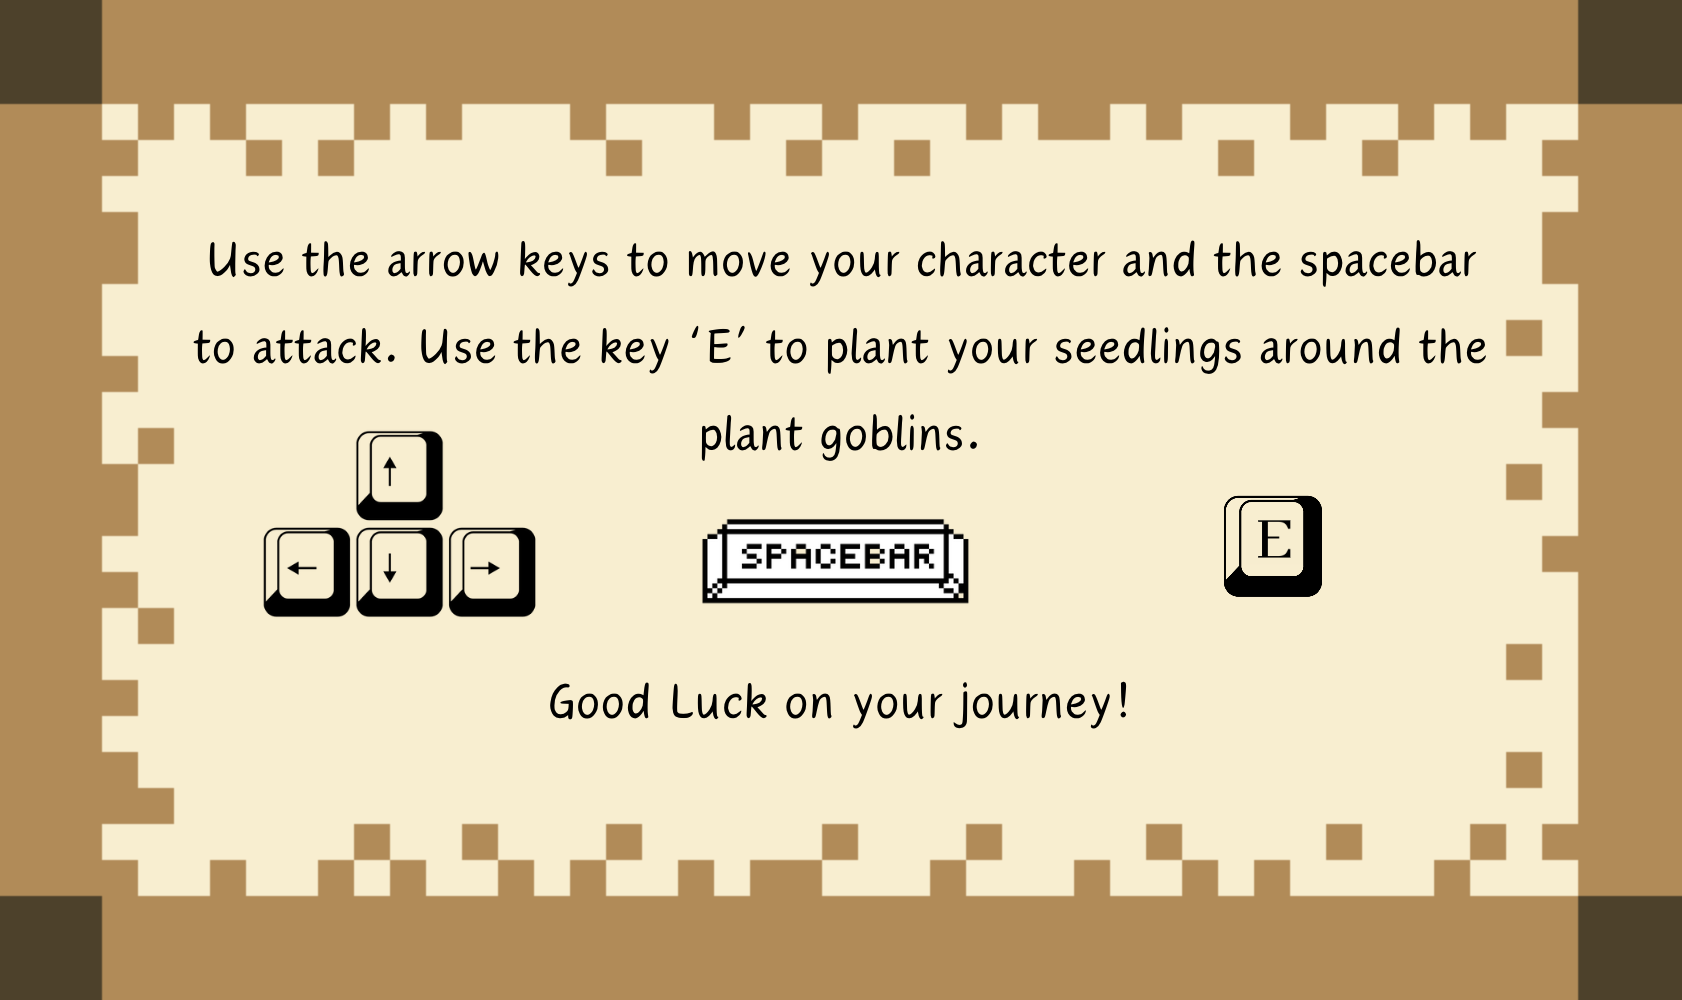 Use the arrow keys to move your character and the spacebar
to attack. Use the key ‘E’ to plant your seedlings around the
plant goblins.
↑
← ↓ →
SPACEBAR
E
Good Luck on your journey!